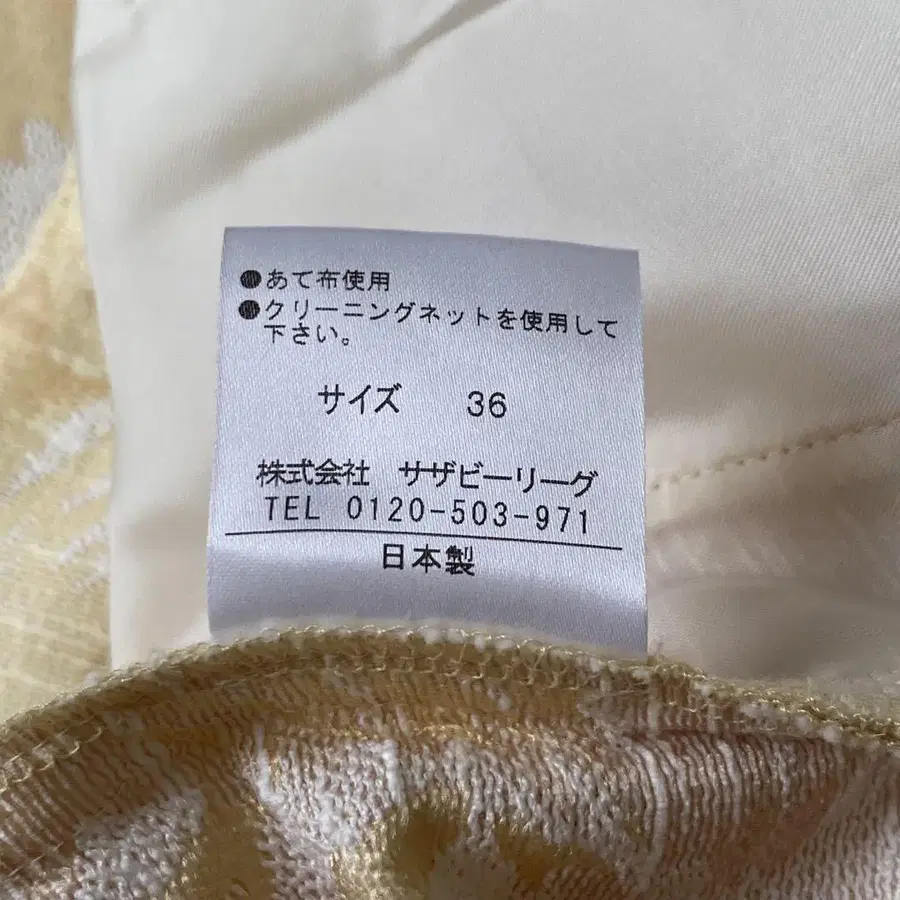 ●あて布使用
●クリーニングネットを使用して
下さい。
サイズ 36
株式会社 サザビーリーグ
TEL 0120-503-971
日本製